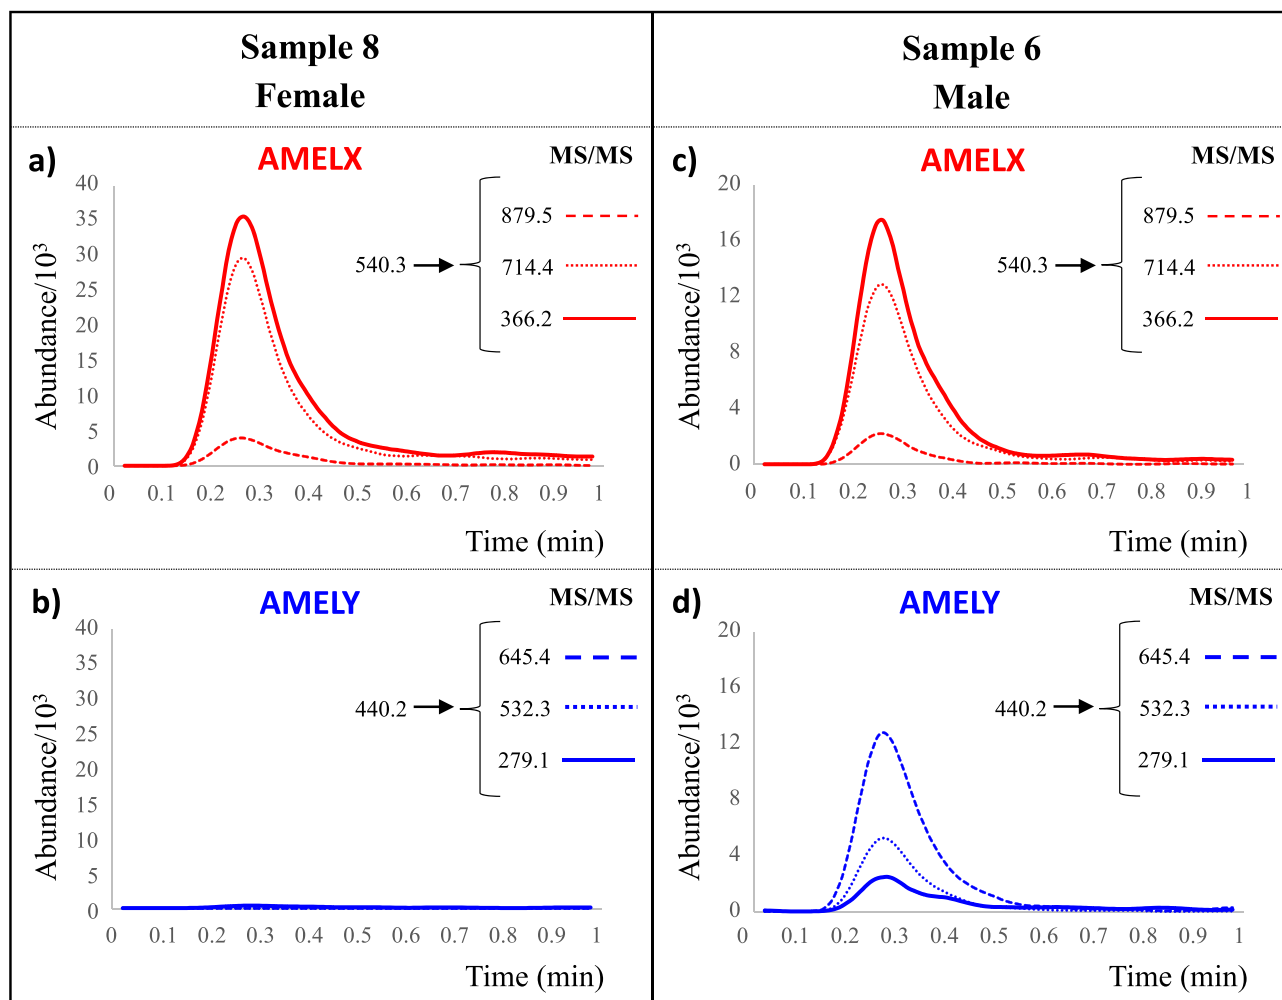 Sample 8
Female
Sample 6
Male
a)
AMELX
MS/MS
40
35
30
25
20
15
10
5
0
Abundance/10³
540.3
879.5
714.4
366.2
0 0.1 0.2 0.3 0.4 0.5 0.6 0.7 0.8 0.9 1
Time (min)
c)
AMELX
MS/MS
20
16
12
8
4
0
Abundance/10³
540.3
879.5
714.4
366.2
0 0.1 0.2 0.3 0.4 0.5 0.6 0.7 0.8 0.9 1
Time (min)
b)
AMELY
MS/MS
40
35
30
25
20
15
10
5
0
Abundance/10³
440.2
645.4
532.3
279.1
0 0.1 0.2 0.3 0.4 0.5 0.6 0.7 0.8 0.9 1
Time (min)
d)
AMELY
MS/MS
20
16
12
8
4
0
Abundance/10³
440.2
645.4
532.3
279.1
0 0.1 0.2 0.3 0.4 0.5 0.6 0.7 0.8 0.9 1
Time (min)